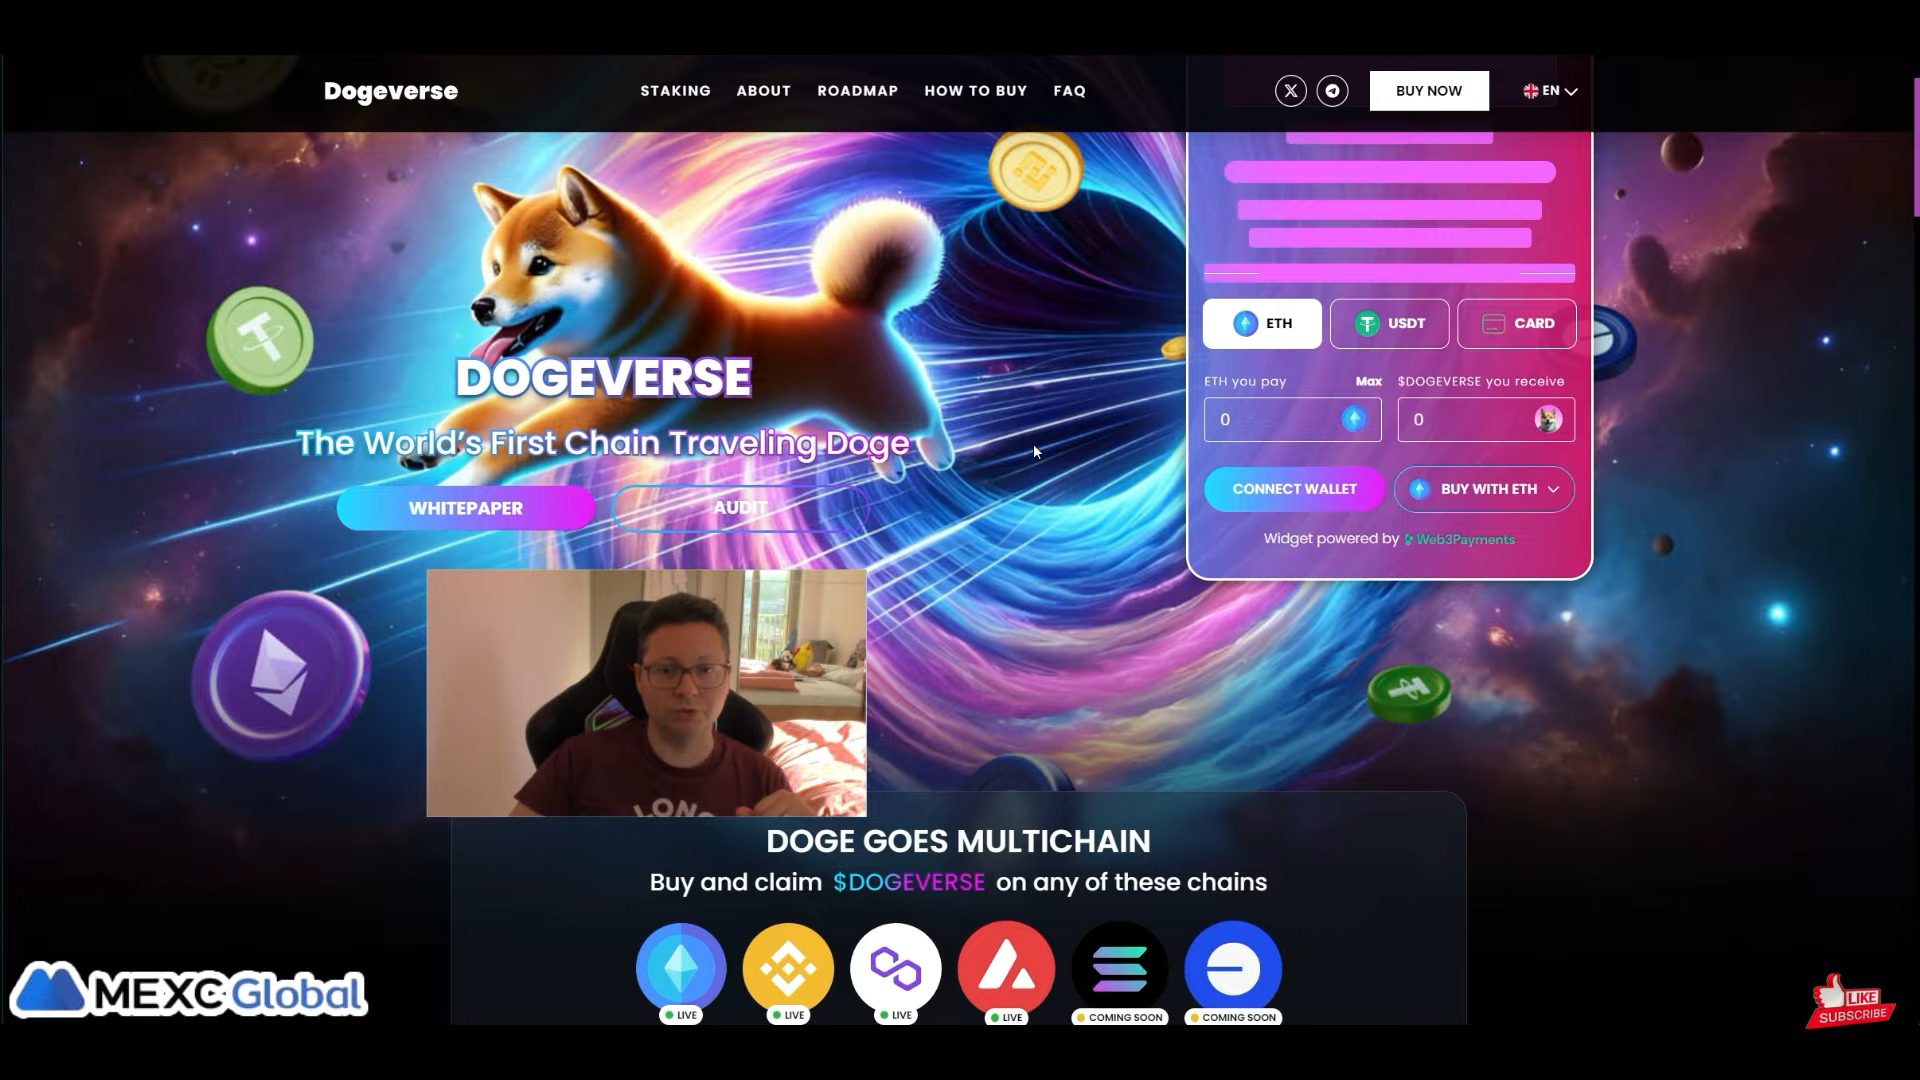 Dogeverse
STAKING ABOUT ROADMAP HOW TO BUY FAQ
BUY NOW
EN
ETH
USDT
CARD
ETH you pay Max
$DOGEVERSE you receive
0
0
CONNECT WALLET
BUY WITH ETH
Widget powered by Web3Payments
DOGEVERSE
The World's First Chain Traveling Doge
WHITEPAPER
AUDIT
DOGE GOES MULTICHAIN
Buy and claim $DOGEVERSE on any of these chains
LIVE
LIVE
LIVE
LIVE
COMING SOON
COMING SOON
MEXC Global
LIKE
SUBSCRIBE